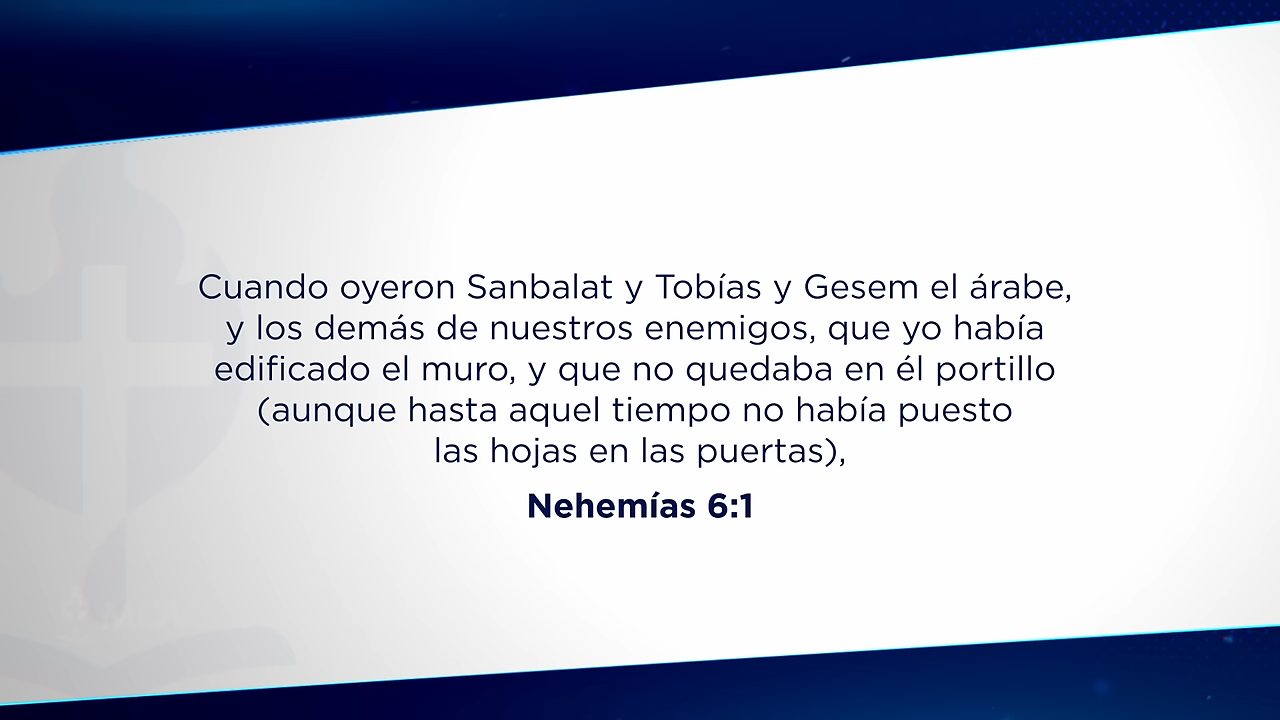 Cuando oyeron Sanbalat y Tobías y Gesem el árabe,
y los demás de nuestros enemigos, que yo había
edificado el muro, y que no quedaba en él portillo
(aunque hasta aquel tiempo no había puesto
las hojas en las puertas),
Nehemías 6:1